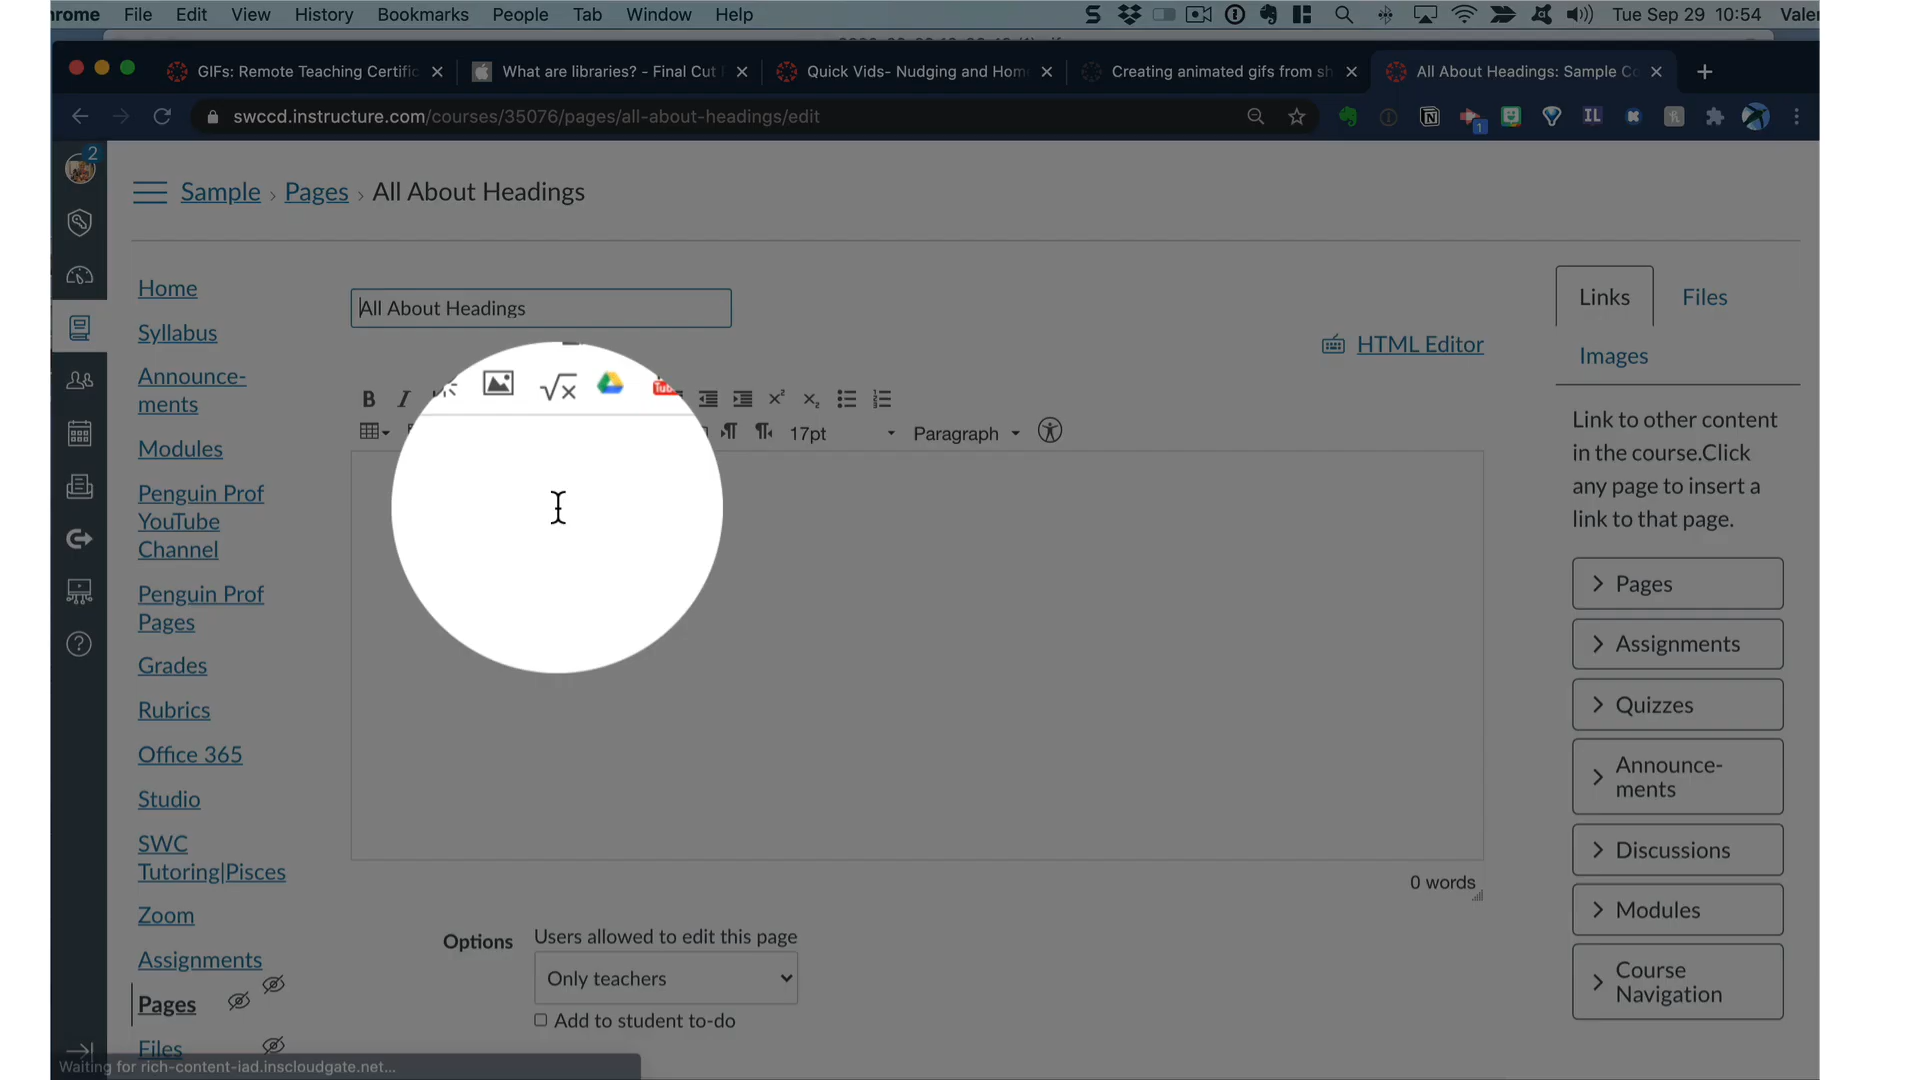 hrome File Edit View History Bookmarks People Tab Window Help Tue Sep 29 10:54 Valer
GIFs: Remote Teaching Certific
What are libraries? - Final Cut
Quick Vids- Nudging and Hom
Creating animated gifs from sh
All About Headings: Sample Co
swccd.instructure.com/courses/35076/pages/all-about-headings/edit
1
2
Sample › Pages › All About Headings
Home
Syllabus
Announce-
ments
Modules
Penguin Prof
YouTube
Channel
Penguin Prof
Pages
Grades
Rubrics
Office 365
Studio
SWC
Tutoring|Pisces
Zoom
Assignments
Pages
Files
All About Headings
HTML Editor
B I
17pt Paragraph
0 words
Options
Users allowed to edit this page
Only teachers
Add to student to-do
Links
Files
Images
Link to other content
in the course.Click
any page to insert a
link to that page.
Pages
Assignments
Quizzes
Announce-
ments
Discussions
Modules
Course
Navigation
Waiting for rich-content-iad.inscloudgate.net...